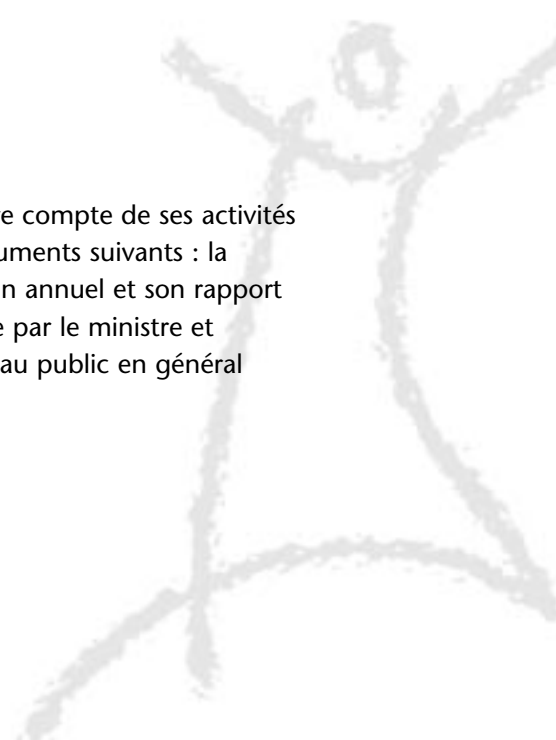 re compte de ses activités
uments suivants : la
n annuel et son rapport
e par le ministre et
au public en général